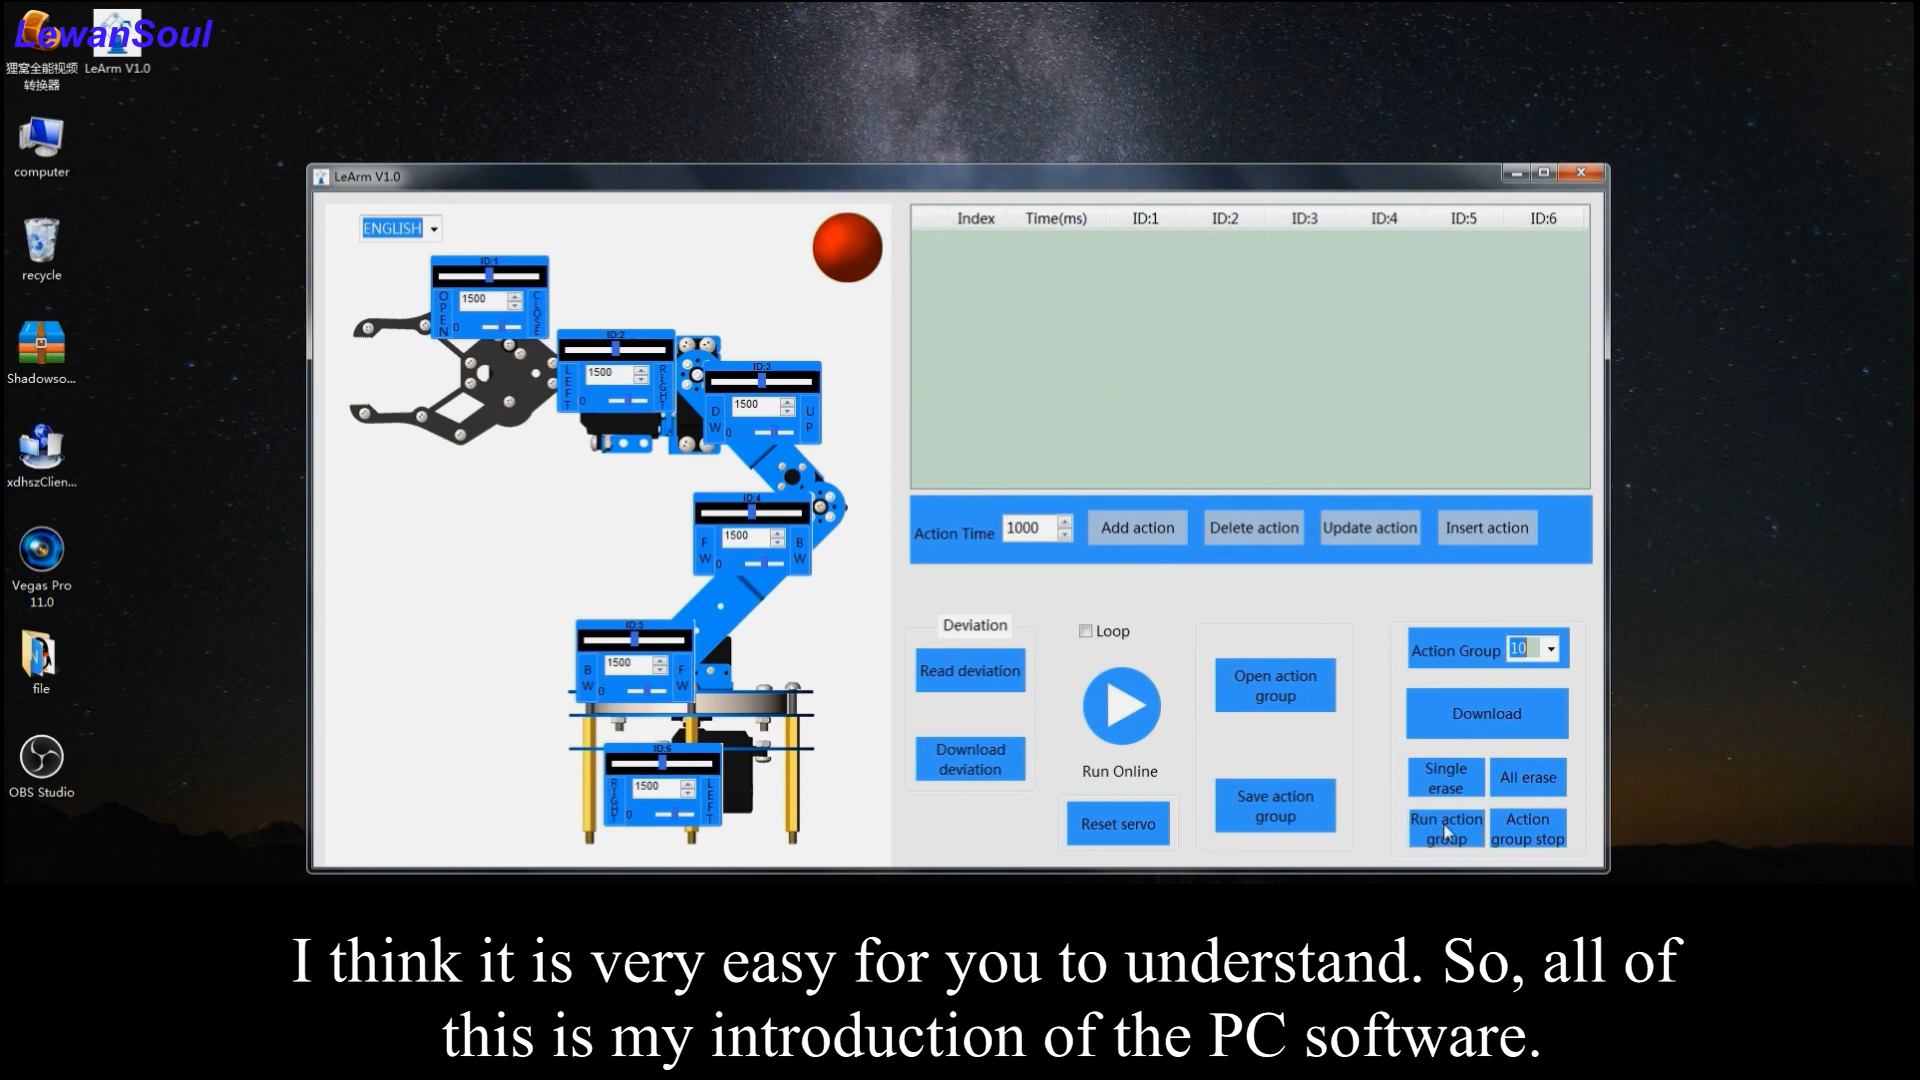 LewanSoul
狸窝全能视频
转换器
LeArm V1.0
computer
recycle
Shadowso...
xdhszClien...
Vegas Pro
11.0
file
OBS Studio
LeArm V1.0
ENGLISH
ID:1
OPEN
1500
CLOSE
0
ID:2
LEFT
1500
RIGHT
0
ID:3
DW
1500
UP
0
ID:4
FW
1500
BW
0
ID:5
BW
1500
FW
0
ID:6
RIGHT
1500
LEFT
0
Index Time(ms) ID:1 ID:2 ID:3 ID:4 ID:5 ID:6
Action Time 1000 Add action Delete action Update action Insert action
Deviation
Read deviation
Download
deviation
Loop
Run Online
Reset servo
Open action
group
Save action
group
Action Group 10
Download
Single
erase
All erase
Run action
group
Action
group stop
I think it is very easy for you to understand. So, all of
this is my introduction of the PC software.